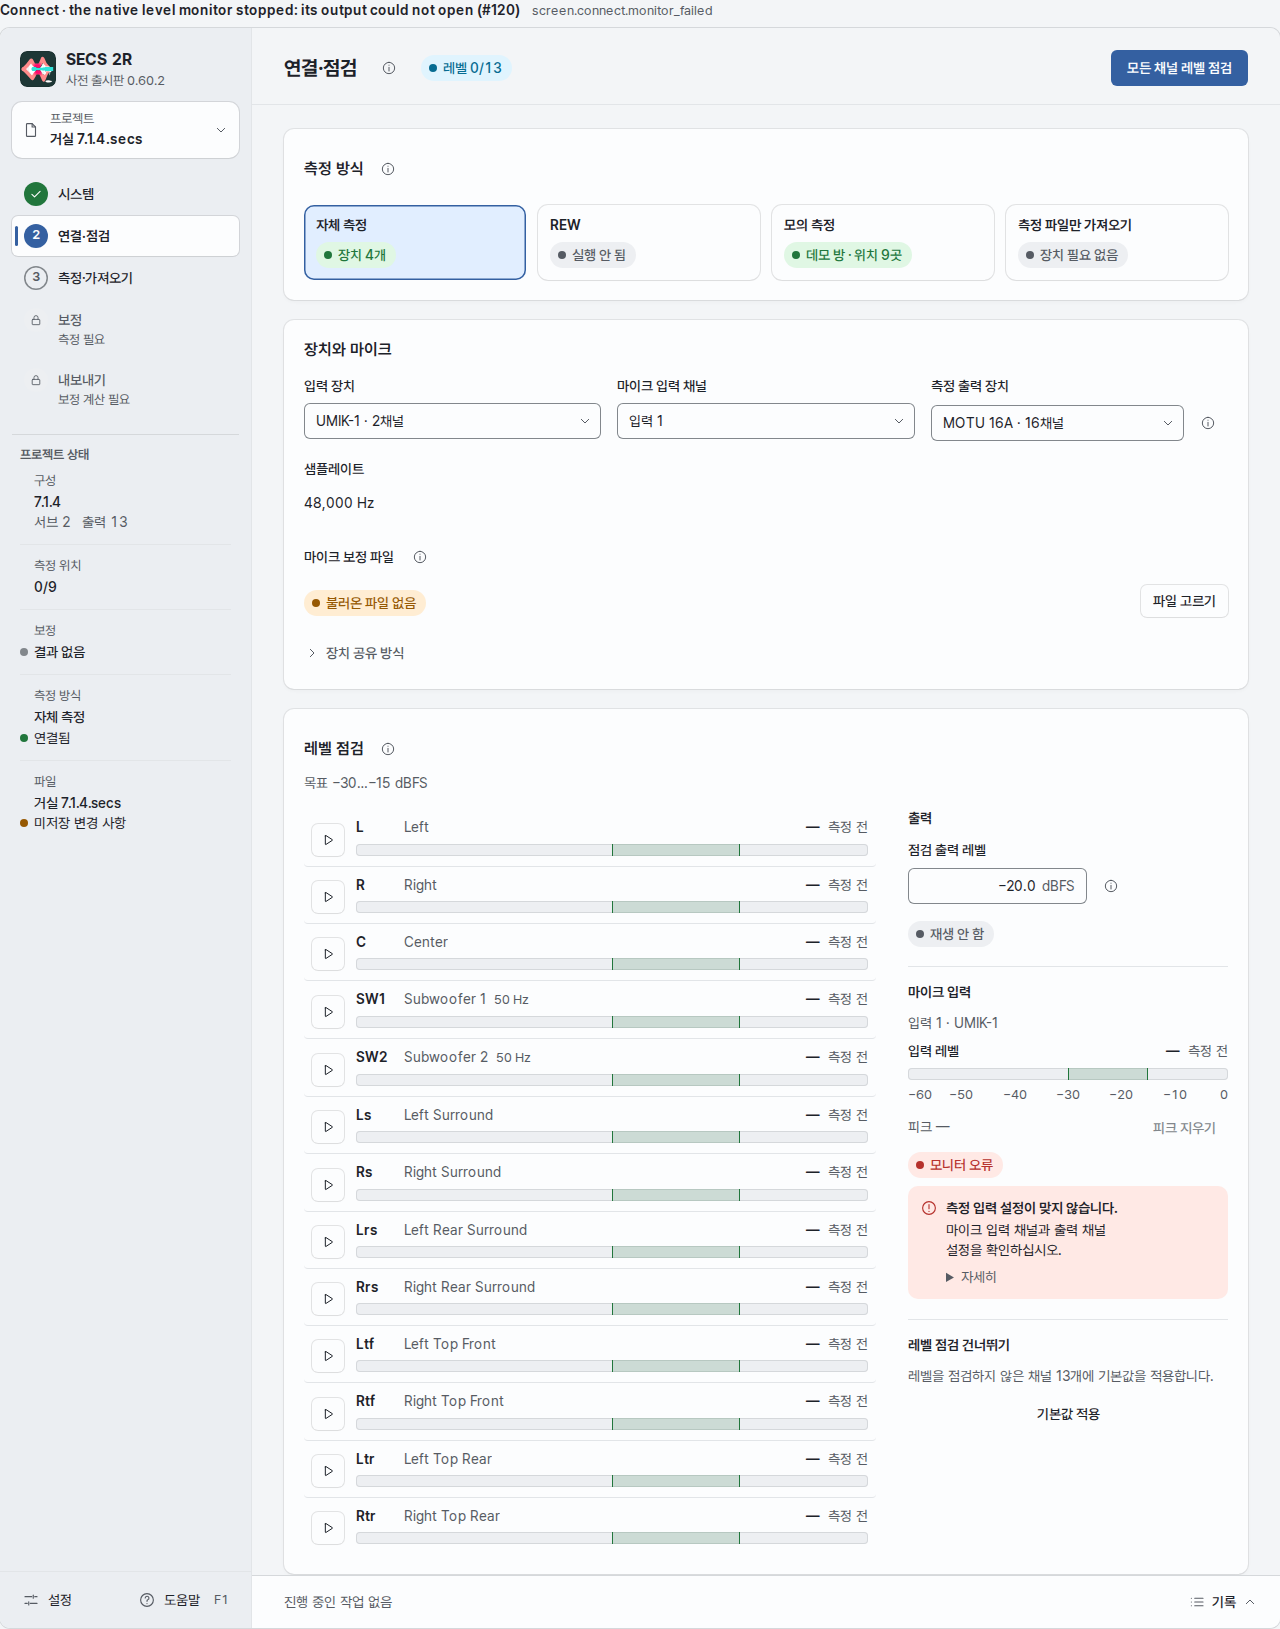 Connect · the native level monitor stopped: its output could not open (#120) screen.connect.monitor_failed
SECS 2R
사전 출시판 0.60.2
프로젝트
거실 7.1.4.secs
시스템
2 연결·점검
3 측정·가져오기
보정
측정 필요
내보내기
보정 계산 필요
프로젝트 상태
구성
7.1.4
서브 2 출력 13
측정 위치
0/9
보정
결과 없음
측정 방식
자체 측정
연결됨
파일
거실 7.1.4.secs
미저장 변경 사항
설정
도움말 F1
연결·점검
레벨 0/13
모든 채널 레벨 점검
측정 방식
자체 측정
장치 4개
REW
실행 안 됨
모의 측정
데모 방 · 위치 9곳
측정 파일만 가져오기
장치 필요 없음
장치와 마이크
입력 장치
UMIK-1 · 2채널
마이크 입력 채널
입력 1
측정 출력 장치
MOTU 16A · 16채널
샘플레이트
48,000 Hz
마이크 보정 파일
불러온 파일 없음
파일 고르기
장치 공유 방식
레벨 점검
목표 −30…−15 dBFS
L Left — 측정 전
R Right — 측정 전
C Center — 측정 전
SW1 Subwoofer 1 50 Hz — 측정 전
SW2 Subwoofer 2 50 Hz — 측정 전
Ls Left Surround — 측정 전
Rs Right Surround — 측정 전
Lrs Left Rear Surround — 측정 전
Rrs Right Rear Surround — 측정 전
Ltf Left Top Front — 측정 전
Rtf Right Top Front — 측정 전
Ltr Left Top Rear — 측정 전
Rtr Right Top Rear — 측정 전
출력
점검 출력 레벨
−20.0 dBFS
재생 안 함
마이크 입력
입력 1 · UMIK-1
입력 레벨 — 측정 전
−60 −50 −40 −30 −20 −10 0
피크 — 피크 지우기
모니터 오류
측정 입력 설정이 맞지 않습니다.
마이크 입력 채널과 출력 채널
설정을 확인하십시오.
자세히
레벨 점검 건너뛰기
레벨을 점검하지 않은 채널 13개에 기본값을 적용합니다.
기본값 적용
진행 중인 작업 없음
기록